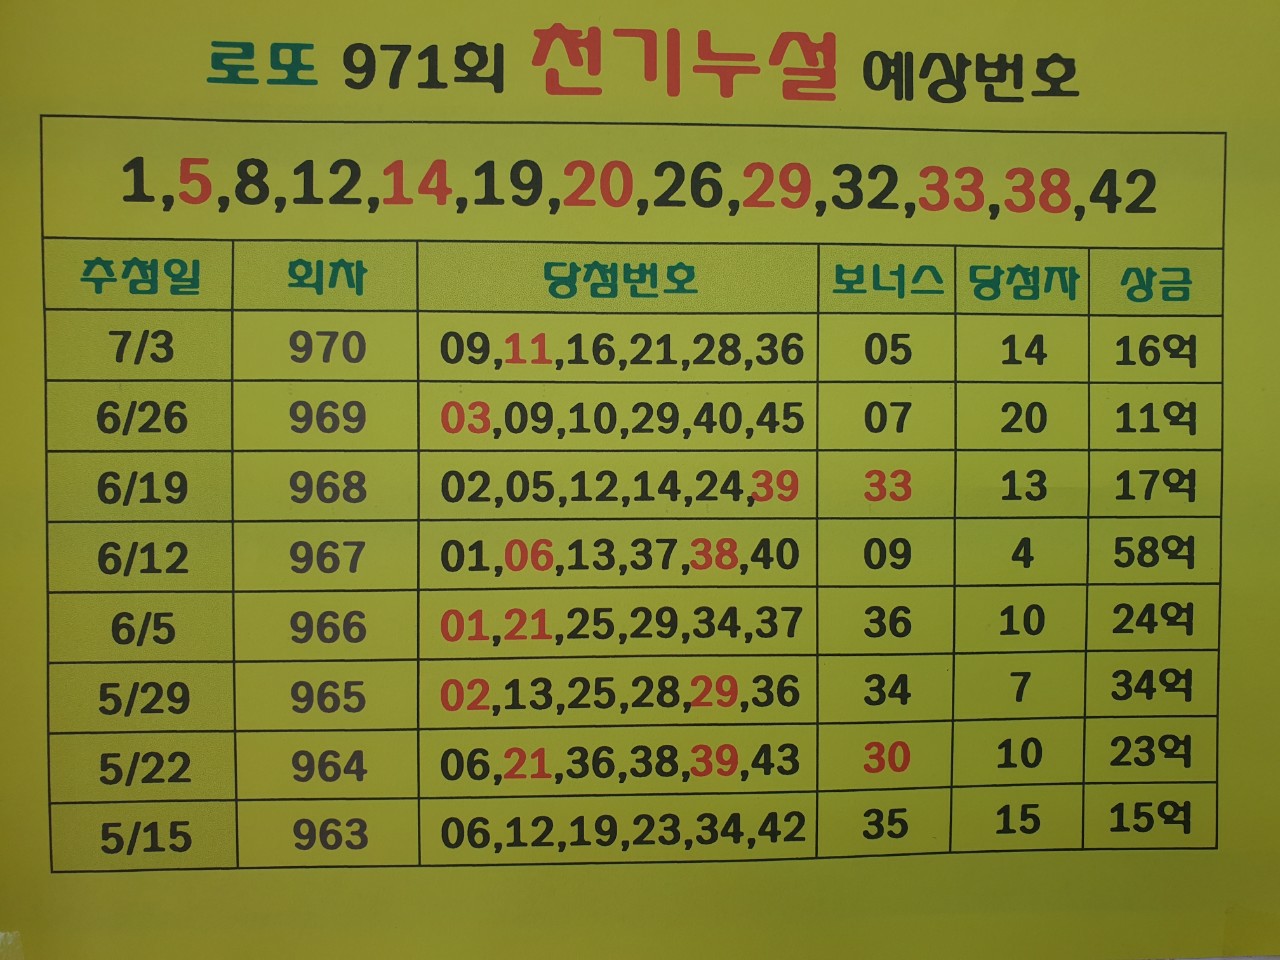 로또 971회 천기누설 예상번호
1,5,8,12,14,19,20,26,29,32,33,38,42
추첨일 회차 당첨번호 보너스 당첨자 상금
7/3 970 09,11,16,21,28,36 05 14 16억
6/26 969 03,09,10,29,40,45 07 20 11억
6/19 968 02,05,12,14,24,39 33 13 17억
6/12 967 01,06,13,37,38,40 09 4 58억
6/5 966 01,21,25,29,34,37 36 10 24억
5/29 965 02,13,25,28,29,36 34 7 34억
5/22 964 06,21,36,38,39,43 30 10 23억
5/15 963 06,12,19,23,34,42 35 15 15억